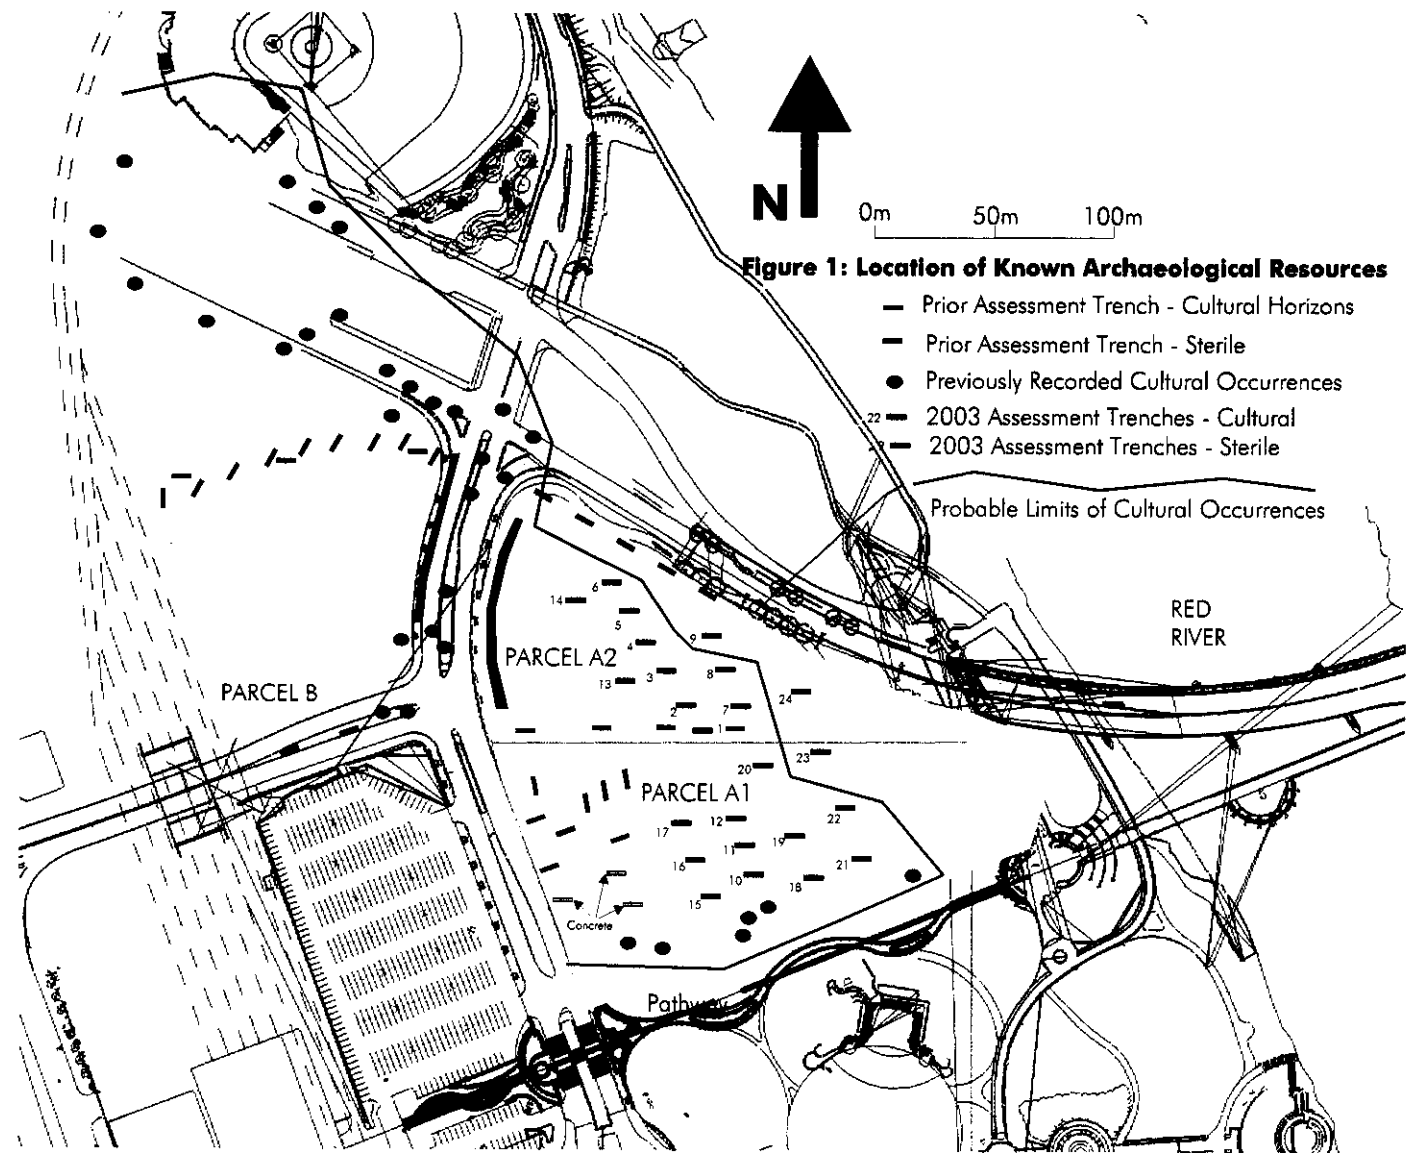 N
0m 50m 100m
Figure 1: Location of Known Archaeological Resources
Prior Assessment Trench - Cultural Horizons
Prior Assessment Trench - Sterile
Previously Recorded Cultural Occurrences
22 2003 Assessment Trenches - Cultural
2003 Assessment Trenches - Sterile
Probable Limits of Cultural Occurrences
RED
RIVER
6
14
5
4
9
PARCEL A2
3
8
13
PARCEL B
24
2
7
1
23
20
PARCEL A1
22
12
17
19
11
16
21
10
18
15
Concrete
Pathway